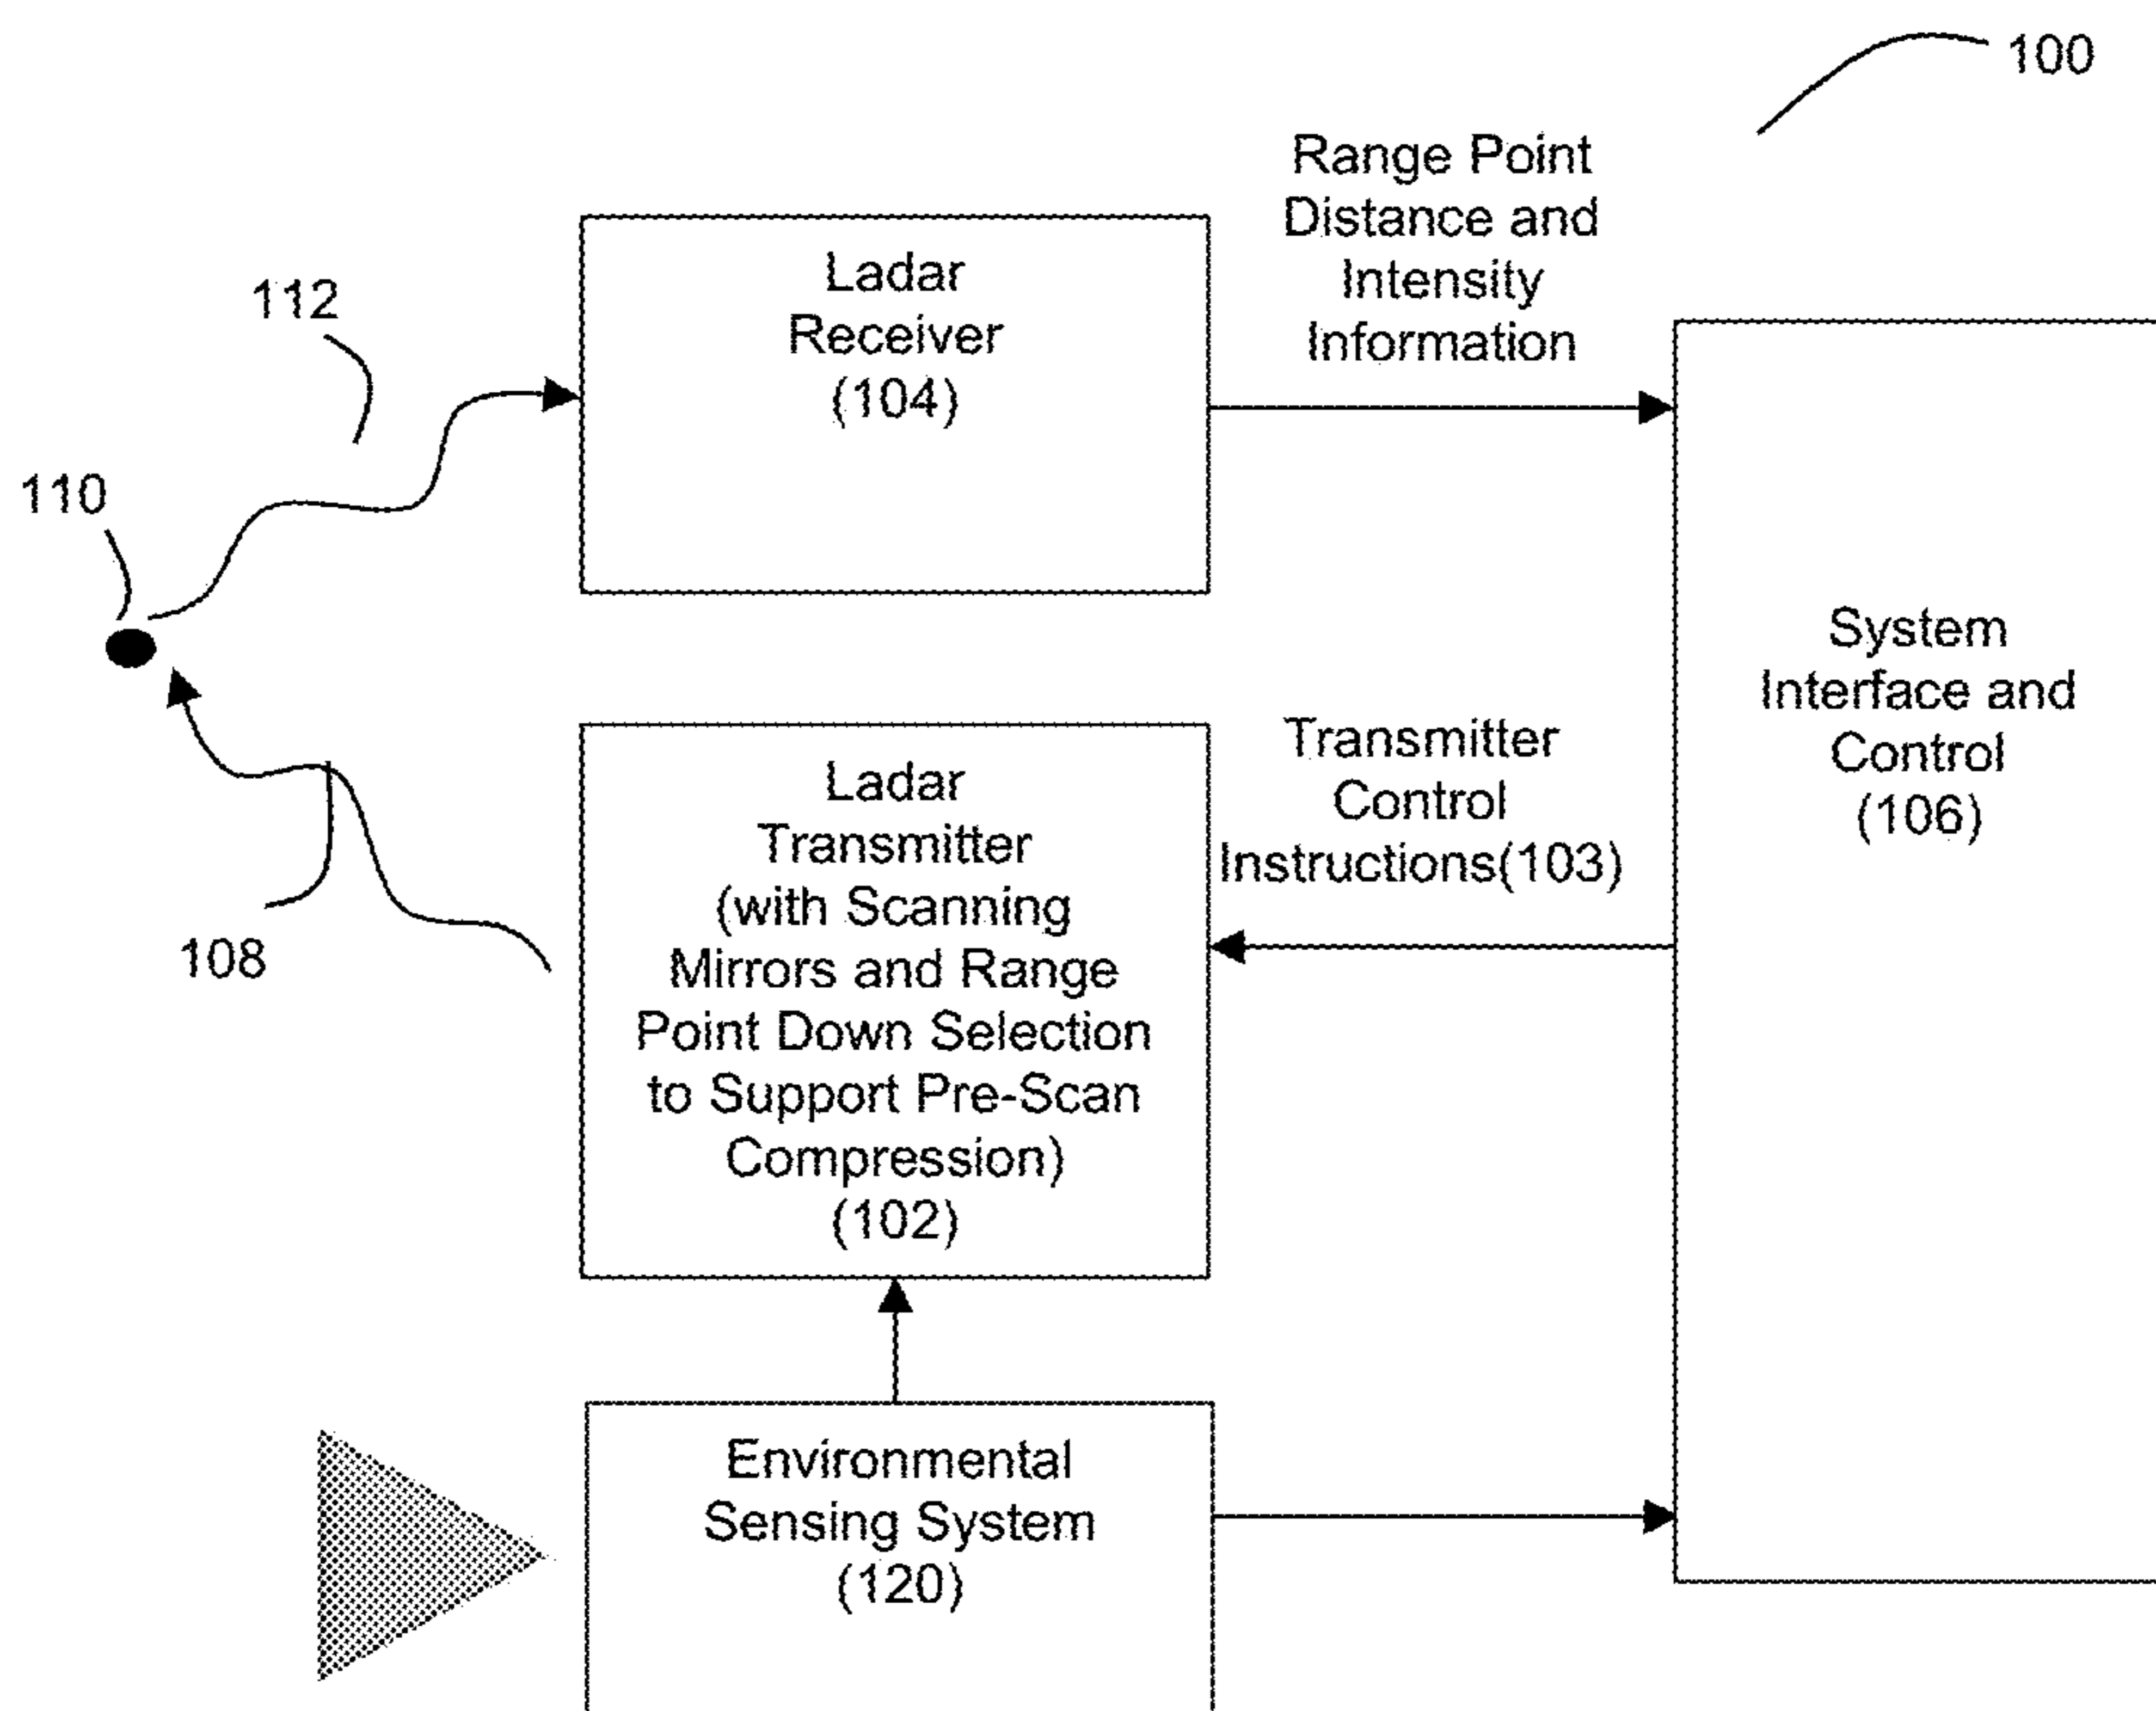 100
Range Point
Distance and
Intensity
Information
Ladar
Receiver
(104)
112
110
System
Interface and
Control
(106)
Transmitter
Control
Instructions(103)
Ladar
Transmitter
(with Scanning
Mirrors and Range
Point Down Selection
to Support Pre-Scan
Compression)
(102)
108
Environmental
Sensing System
(120)